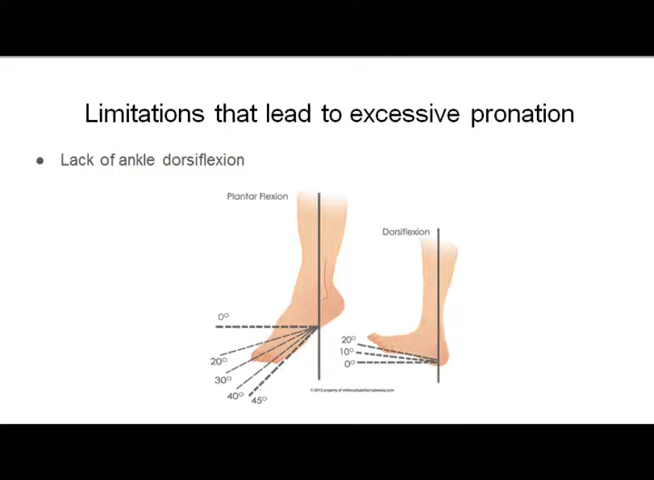 Limitations that lead to excessive pronation
● Lack of ankle dorsiflexion
Plantar Flexion
Dorsiflexion
0°
20°
30°
40°
45°
20°
10°
0°